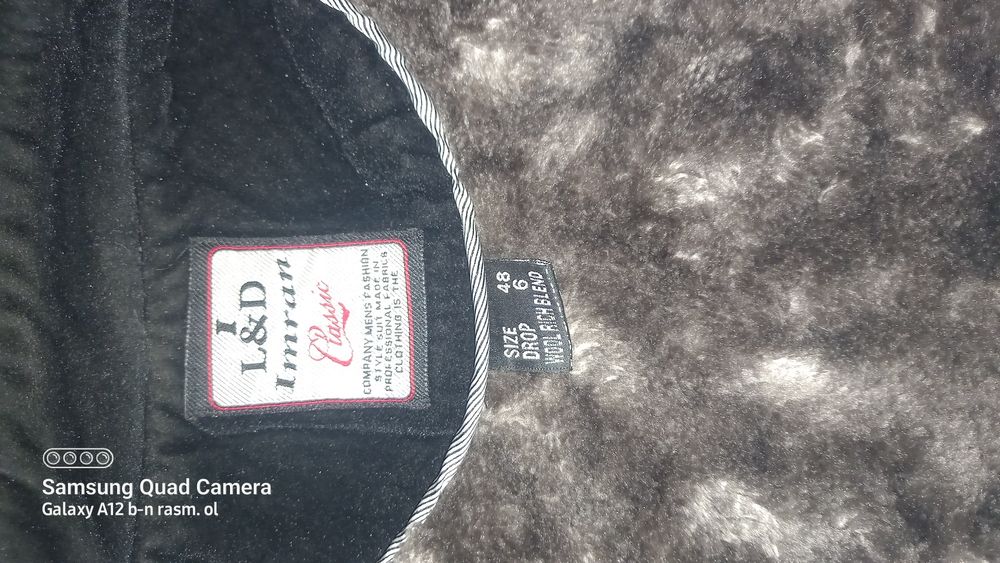 I
L&D
Imran
Classic
COMPANY MENS FASHION
STYLE SUIT MADE IN
PROFESSIONAL FABRICS
CLOTHING IS THE
SIZE 48
DROP 6
WOOL RICH BLEND
Samsung Quad Camera
Galaxy A12 b-n rasm. ol